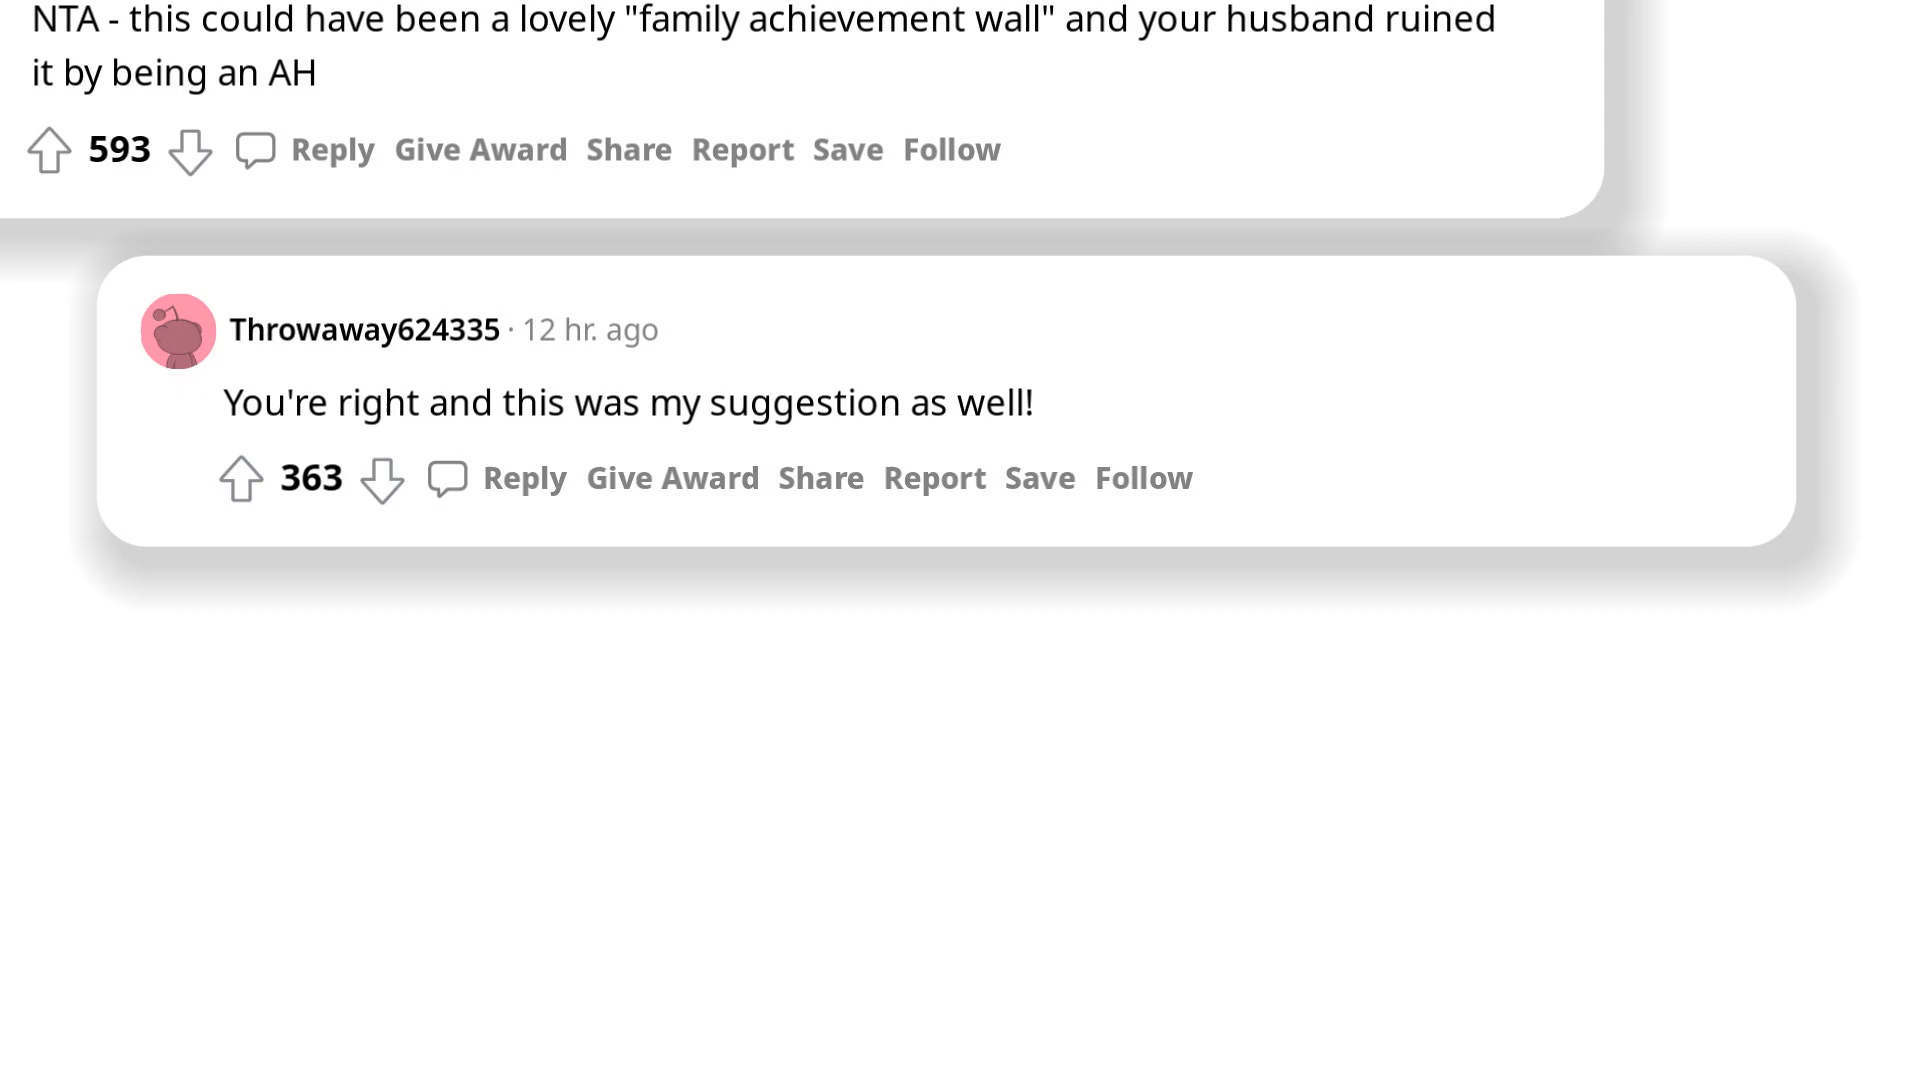 NTA - this could have been a lovely "family achievement wall" and your husband ruined
it by being an AH
593 Reply Give Award Share Report Save Follow
Throwaway624335 · 12 hr. ago
You're right and this was my suggestion as well!
363 Reply Give Award Share Report Save Follow